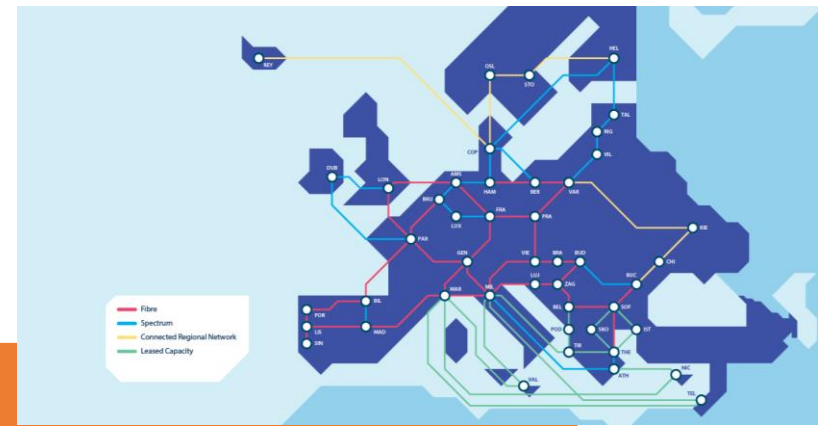 REY
OSL
STO
HEL
TAL
RIG
VIL
COP
DUB
LON
AMS
HAM
BER
VAR
BRU
LUX
FRA
PRA
PAR
KIE
GEN
VIE
BRA
BUD
CHI
LUJ
ZAG
BUC
MAR
MIL
BIL
POR
LIS
MAD
SIN
BEL
SOF
POD
SKO
IST
TIR
THE
ATH
NIC
VAL
TEL
Fibre
Spectrum
Connected Regional Network
Leased Capacity